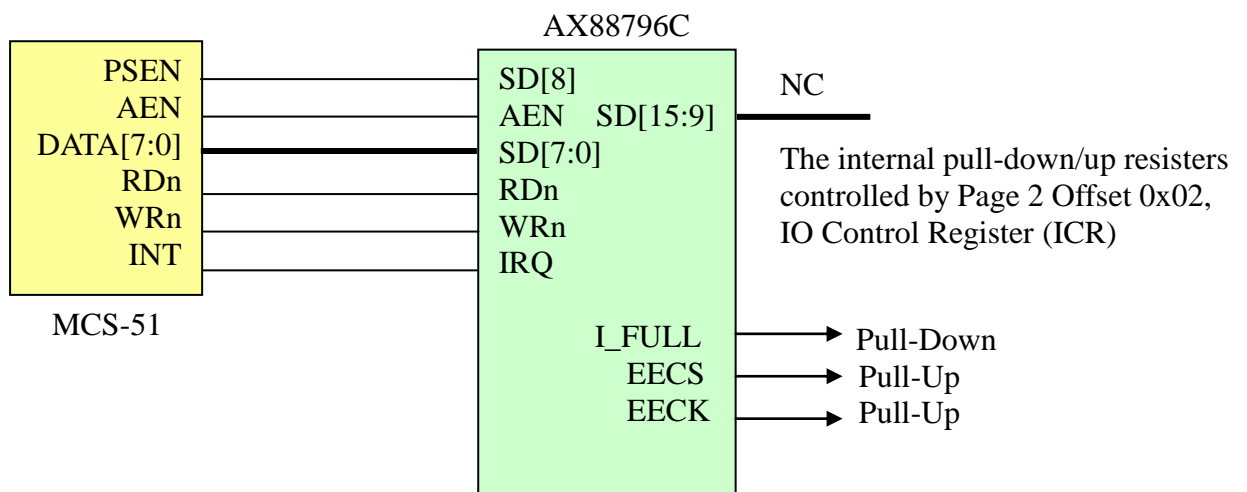 AX88796C
PSEN
AEN
DATA[7:0]
RDn
WRn
INT
MCS-51
SD[8]
AEN SD[15:9]
SD[7:0]
RDn
WRn
IRQ
I_FULL
EECS
EECK
NC
The internal pull-down/up resisters
controlled by Page 2 Offset 0x02,
IO Control Register (ICR)
Pull-Down
Pull-Up
Pull-Up